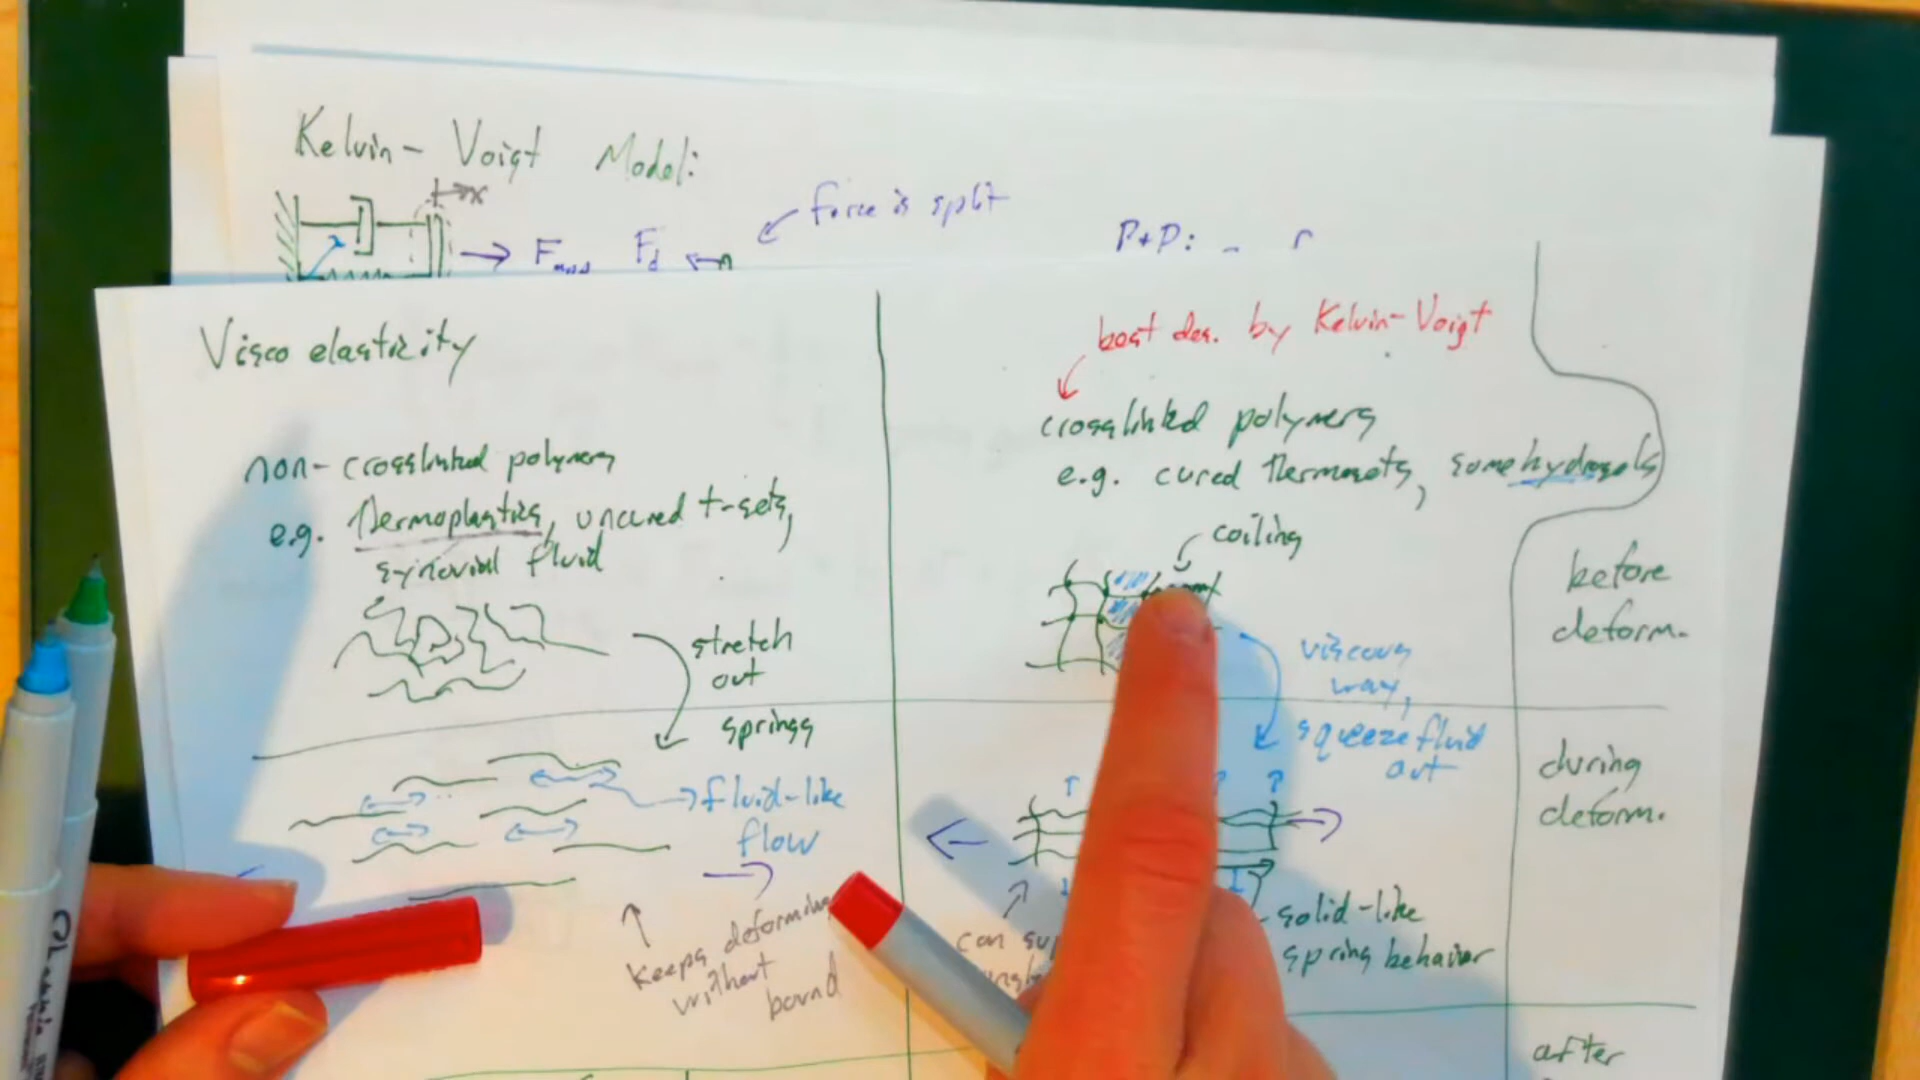 Kelvin-Voigt Model:
x
F
F_d
force is split
P+P:
Viscoelasticity
best des. by Kelvin-Voigt
crosslinked polymers
e.g. cured thermosets, some hydrogels
non-crosslinked polymers
e.g. thermoplastics, uncured t-sets,
synovial fluid
coiling
before
deform.
stretch
out
springs
viscous
way,
squeeze fluid
out
fluid-like
flow
during
deform.
solid-like
spring behavior
keeps deforming
without
bound
can
after